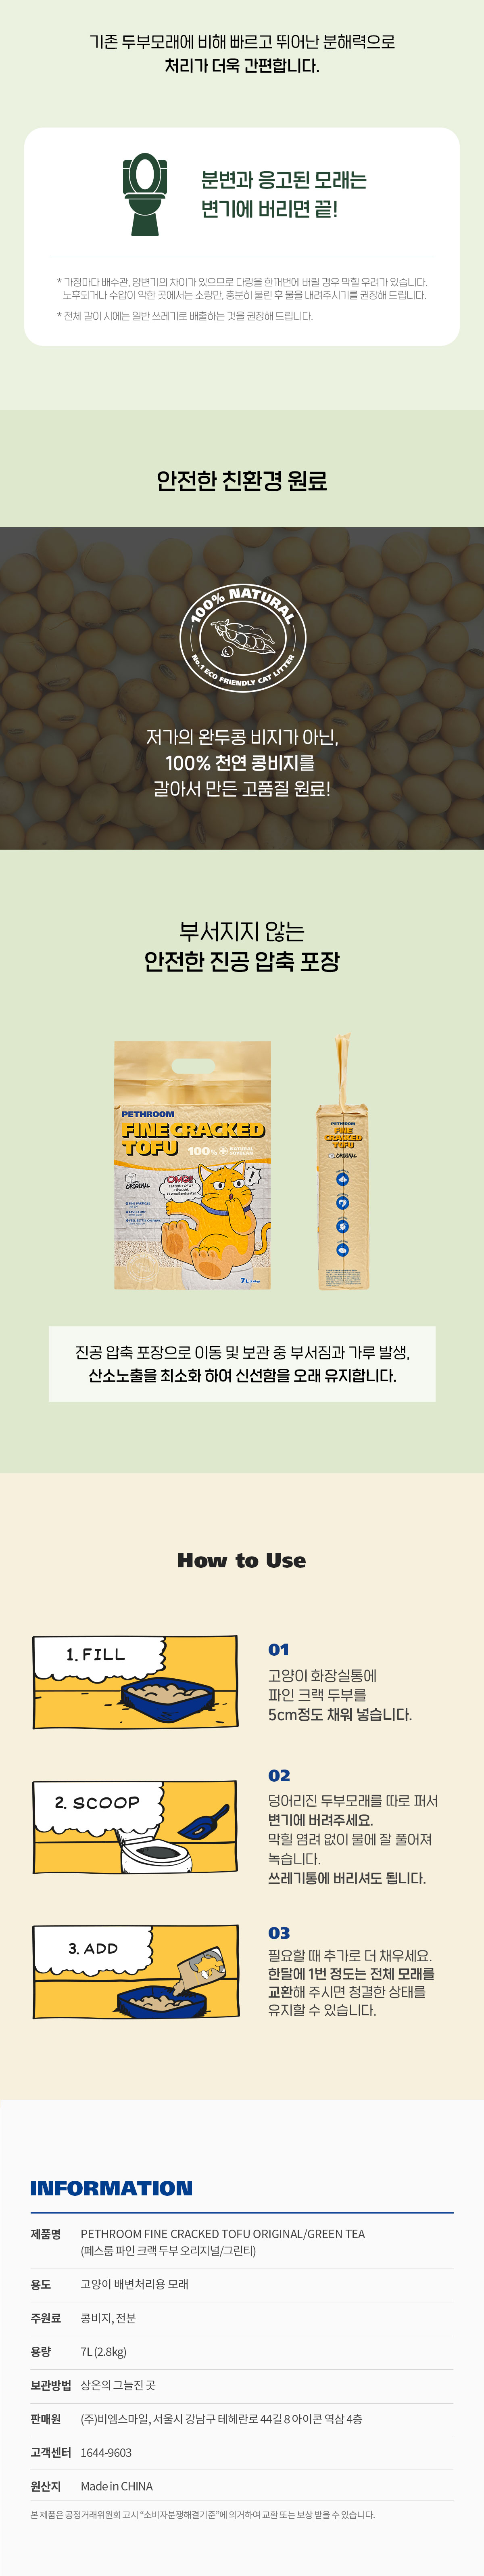 기존 두부모래에 비해 빠르고 뛰어난 분해력으로
처리가 더욱 간편합니다.
분변과 응고된 모래는
변기에 버리면 끝!
* 가정마다 배수관, 양변기의 차이가 있으므로 다량을 한꺼번에 버릴 경우 막힐 우려가 있습니다.
노후되거나 수압이 약한 곳에서는 소량만, 충분히 불린 후 물을 내려주시기를 권장해 드립니다.
* 전체 갈이 시에는 일반 쓰레기로 배출하는 것을 권장해 드립니다.
안전한 친환경 원료
100% NATURAL
No.1 ECO FRIENDLY CAT LITTER
저가의 완두콩 비지가 아닌,
100% 천연 콩비지를
갈아서 만든 고품질 원료!
부서지지 않는
안전한 진공 압축 포장
PETHROOM
FINE CRACKED
TOFU
100%
NATURAL
ORIGINAL
OMG!
7L
PETHROOM
FINE
CRACKED
TOFU
ORIGINAL
진공 압축 포장으로 이동 및 보관 중 부서짐과 가루 발생,
산소노출을 최소화 하여 신선함을 오래 유지합니다.
How to Use
1. FILL
01
고양이 화장실통에
파인 크랙 두부를
5cm정도 채워 넣습니다.
2. SCOOP
02
덩어리진 두부모래를 따로 퍼서
변기에 버려주세요.
막힐 염려 없이 물에 잘 풀어져
녹습니다.
쓰레기통에 버리셔도 됩니다.
3. ADD
03
필요할 때 추가로 더 채우세요.
한달에 1번 정도는 전체 모래를
교환해 주시면 청결한 상태를
유지할 수 있습니다.
INFORMATION
제품명 PETHROOM FINE CRACKED TOFU ORIGINAL/GREEN TEA
(페스룸 파인 크랙 두부 오리지널/그린티)
용도 고양이 배변처리용 모래
주원료 콩비지, 전분
용량 7L (2.8kg)
보관방법 상온의 그늘진 곳
판매원 (주)비엠스마일, 서울시 강남구 테헤란로 44길 8 아이콘 역삼 4층
고객센터 1644-9603
원산지 Made in CHINA
본 제품은 공정거래위원회 고시 “소비자분쟁해결기준”에 의거하여 교환 또는 보상 받을 수 있습니다.